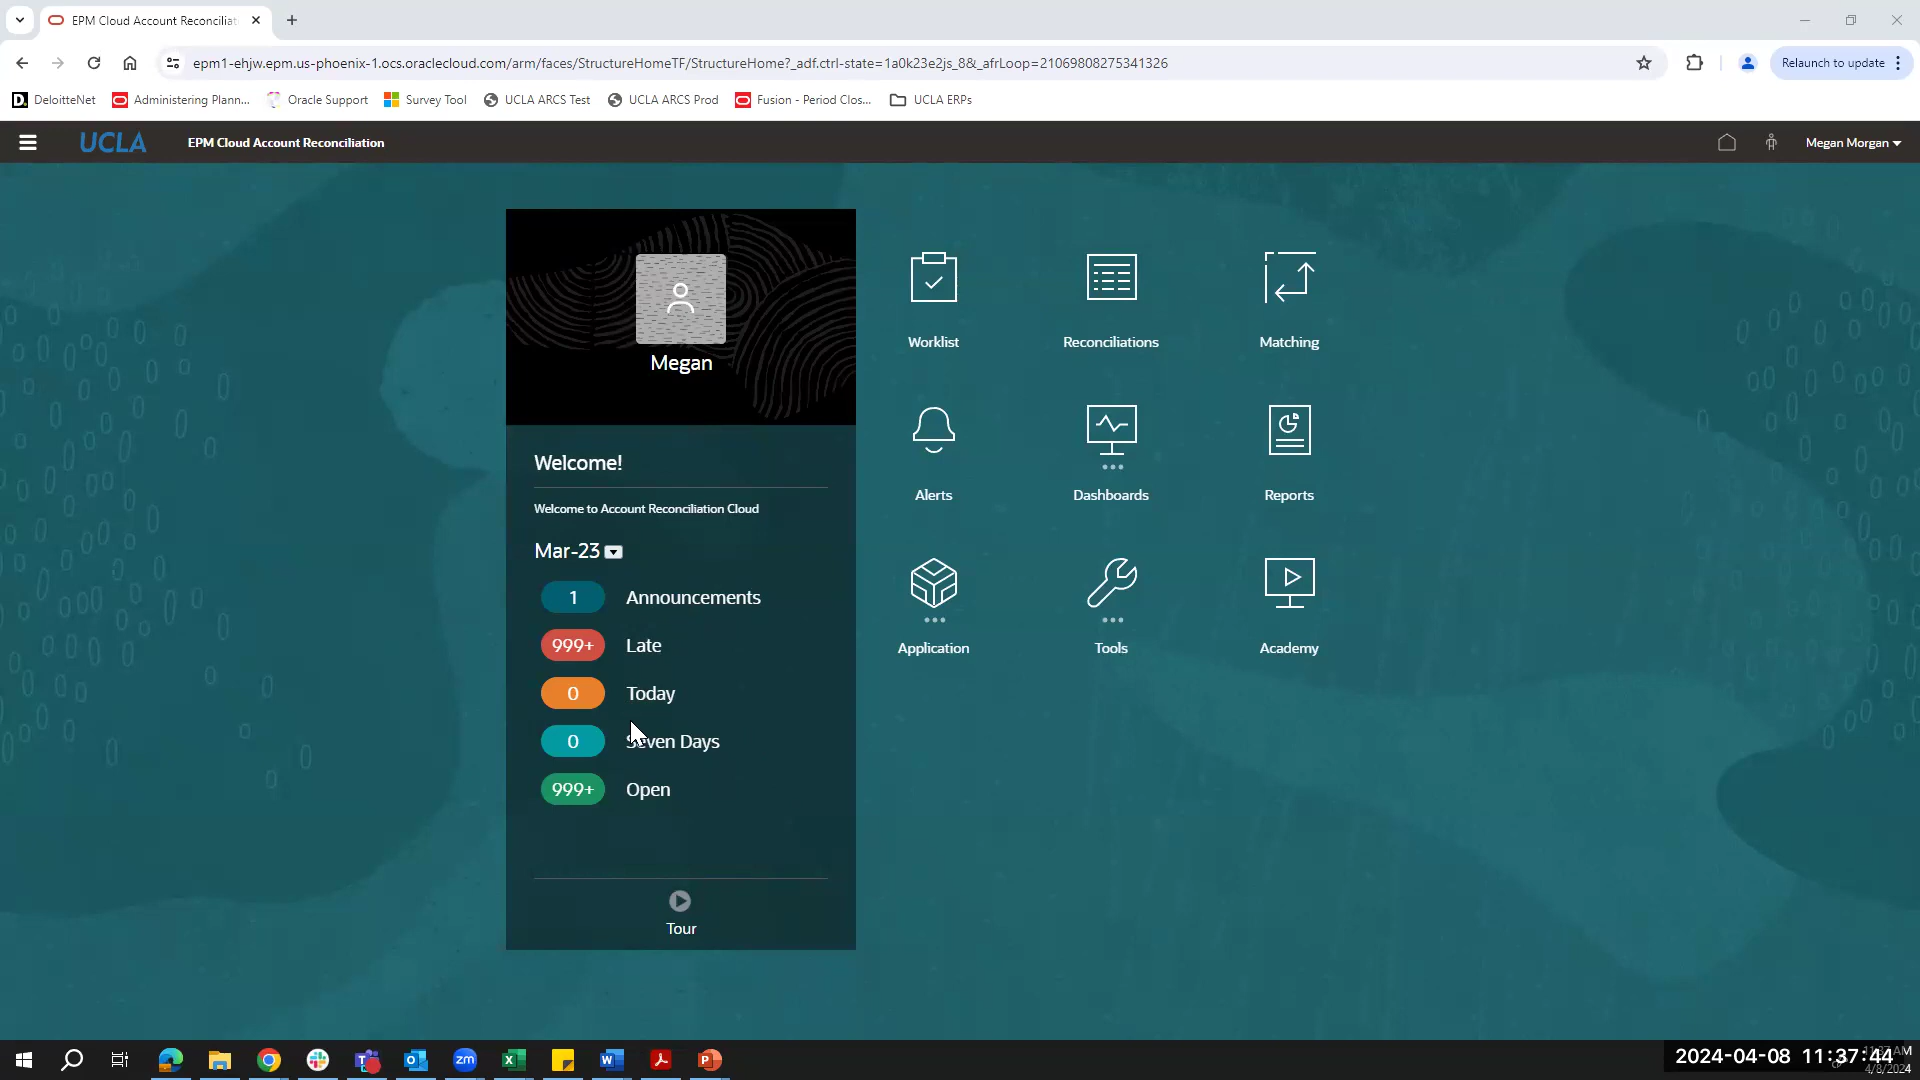 EPM Cloud Account Reconciliat
epm1-ehjw.epm.us-phoenix-1.ocs.oraclecloud.com/arm/faces/StructureHomeTF/StructureHome?_adf.ctrl-state=1a0k23e2js_8&_afrLoop=21069808275341326
Relaunch to update
DeloitteNet
Administering Plann...
Oracle Support
Survey Tool
UCLA ARCS Test
UCLA ARCS Prod
Fusion - Period Clos...
UCLA ERPs
UCLA
EPM Cloud Account Reconciliation
Megan Morgan
Megan
Welcome!
Welcome to Account Reconciliation Cloud
Mar-23
1 Announcements
999+ Late
0 Today
0 Seven Days
999+ Open
Tour
Worklist
Reconciliations
Matching
Alerts
Dashboards
Reports
Application
Tools
Academy
2024-04-08 11:37:44
4/8/2024